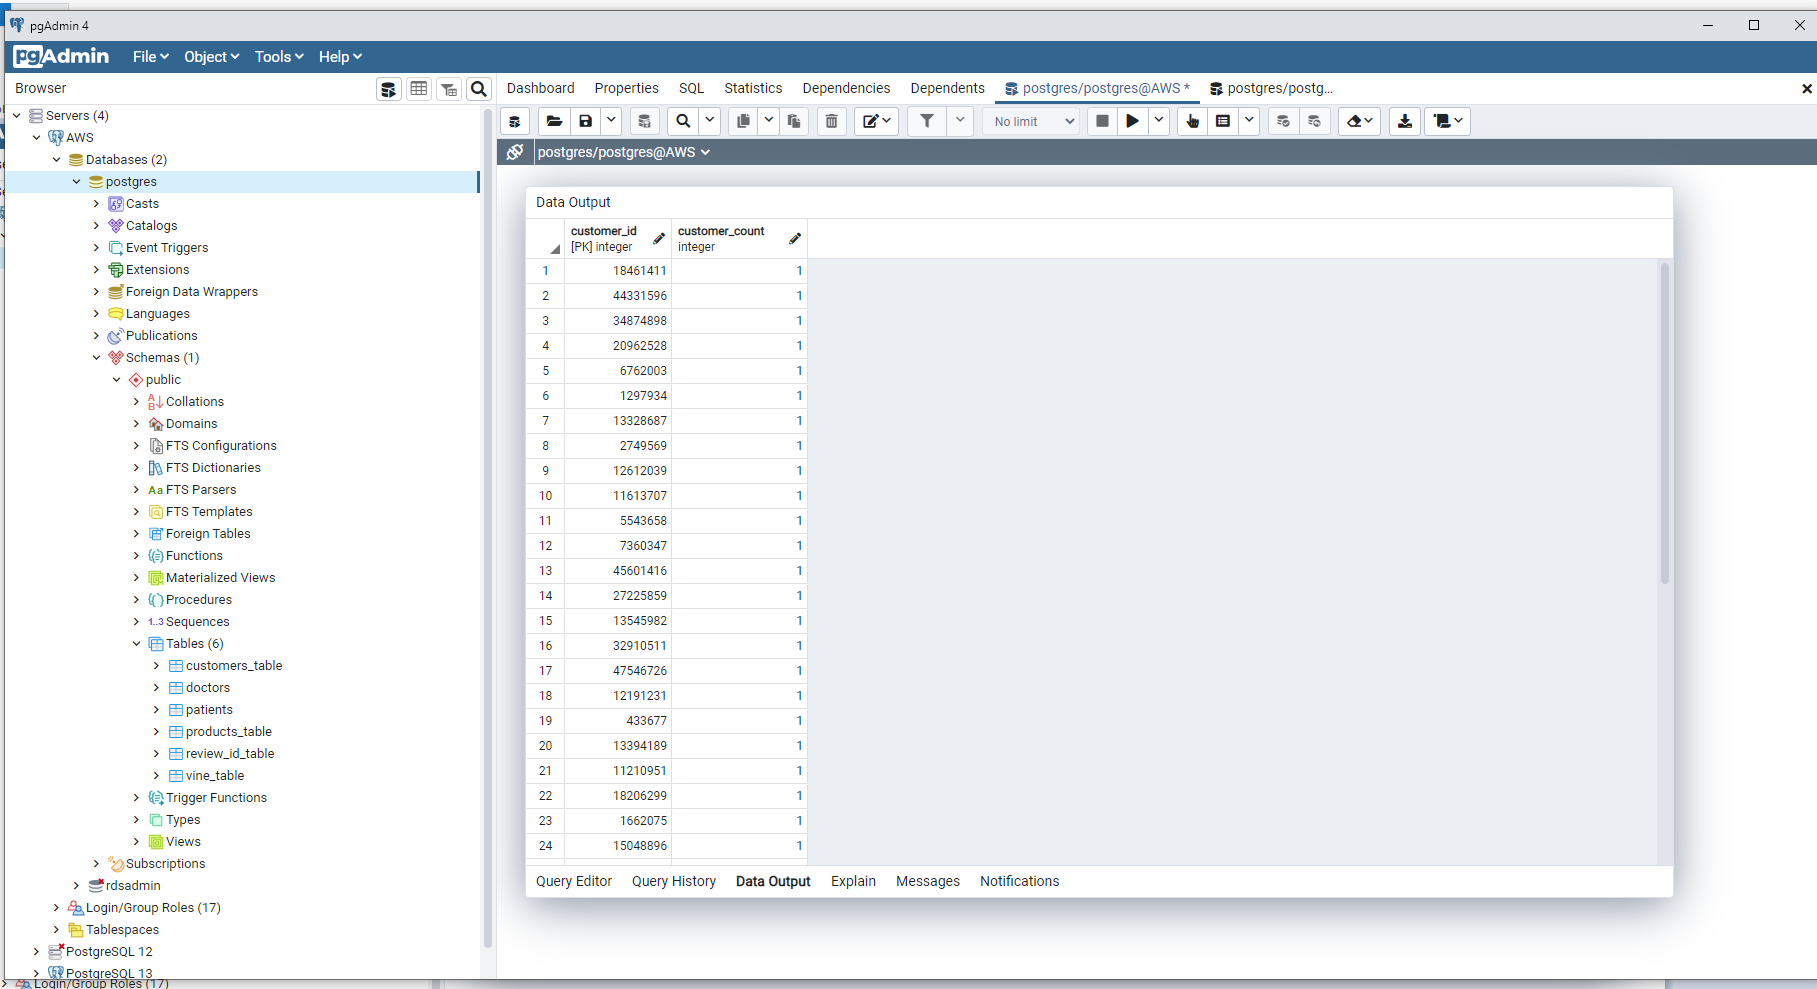 pgAdmin 4
pgAdmin File Object Tools Help
Browser
Dashboard Properties SQL Statistics Dependencies Dependents postgres/postgres@AWS * postgres/postg...
No limit
postgres/postgres@AWS
Servers (4)
AWS
Databases (2)
postgres
Casts
Catalogs
Event Triggers
Extensions
Foreign Data Wrappers
Languages
Publications
Schemas (1)
public
Collations
Domains
FTS Configurations
FTS Dictionaries
Aa FTS Parsers
FTS Templates
Foreign Tables
Functions
Materialized Views
Procedures
1..3 Sequences
Tables (6)
customers_table
doctors
patients
products_table
review_id_table
vine_table
Trigger Functions
Types
Views
Subscriptions
rdsadmin
Login/Group Roles (17)
Tablespaces
PostgreSQL 12
PostgreSQL 13
Login/Group Roles (17)
Data Output
customer_id customer_count
[PK] integer integer
1 18461411 1
2 44331596 1
3 34874898 1
4 20962528 1
5 6762003 1
6 1297934 1
7 13328687 1
8 2749569 1
9 12612039 1
10 11613707 1
11 5543658 1
12 7360347 1
13 45601416 1
14 27225859 1
15 13545982 1
16 32910511 1
17 47546726 1
18 12191231 1
19 433677 1
20 13394189 1
21 11210951 1
22 18206299 1
23 1662075 1
24 15048896 1
Query Editor Query History Data Output Explain Messages Notifications